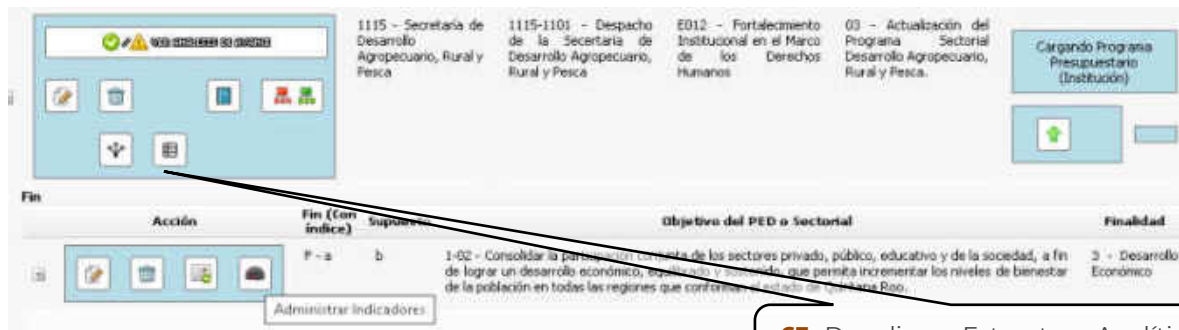 1115 - Secretaría de
Desarrollo
Agropecuario, Rural y
Pesca
1115-1101 - Despacho
de la Secertaria de
Desarrollo Agropecuario,
Rural y Pesca
E012 - Fortalecimiento
Institucional en el Marco
de los Derechos
Humanos
03 - Actualización del
Programa Sectorial
Desarrollo Agropecuario,
Rural y Pesca.
Cargando Programa
Presupuestario
(Institución)
Fin
Acción
Fin (Con
índice)
Supuesto
Objetivo del PED o Sectorial
Finalidad
F - a
b
1-02 - Consolidar la participación conjunta de los sectores privado, público, educativo y de la sociedad, a fin
de lograr un desarrollo económico, equilibrado y sostenido, que permita incrementar los niveles de bienestar
de la población en todas las regiones que conforman el estado de Quintana Roo.
3 - Desarrollo
Económico
Administrar Indicadores